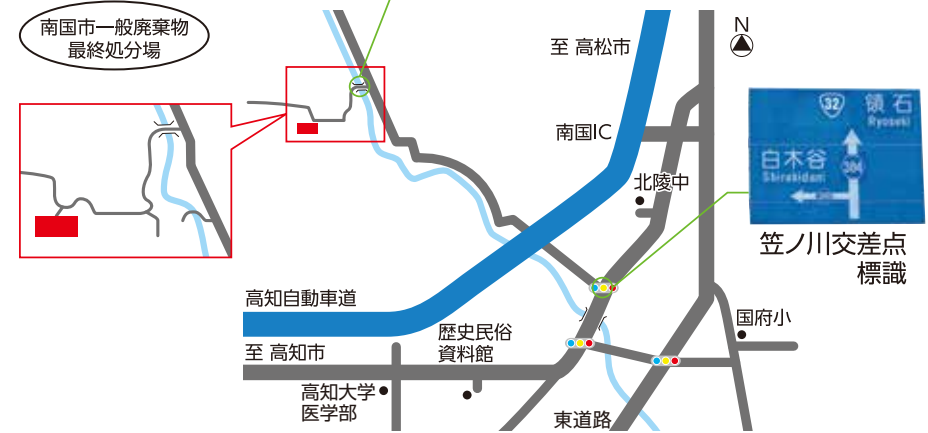 南国市一般廃棄物
最終処分場
至 高松市
N
南国IC
北陵中
32
領石
Ryoseki
白木谷
Shirakidani
384
笠ノ川交差点
標識
高知自動車道
至 高知市
歴史民俗
資料館
国府小
高知大学
医学部
東道路